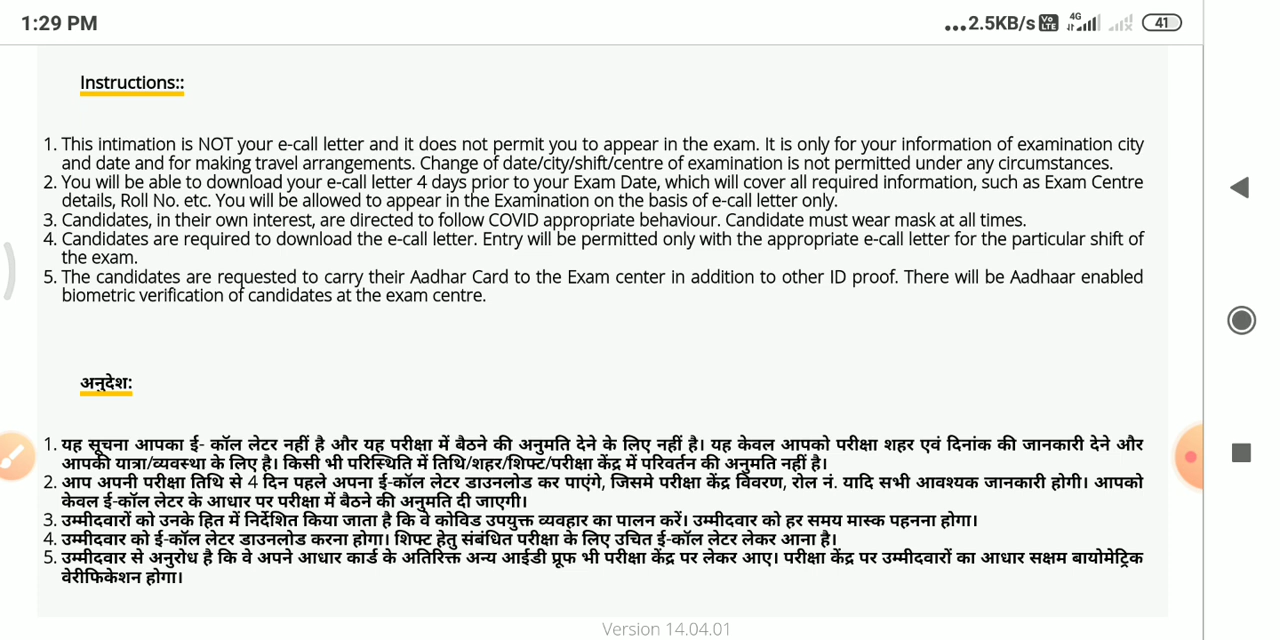 1:29 PM
...2.5KB/s Vo LTE 4G 41
Instructions::
1. This intimation is NOT your e-call letter and it does not permit you to appear in the exam. It is only for your information of examination city
and date and for making travel arrangements. Change of date/city/shift/centre of examination is not permitted under any circumstances.
2. You will be able to download your e-call letter 4 days prior to your Exam Date, which will cover all required information, such as Exam Centre
details, Roll No. etc. You will be allowed to appear in the Examination on the basis of e-call letter only.
3. Candidates, in their own interest, are directed to follow COVID appropriate behaviour. Candidate must wear mask at all times.
4. Candidates are required to download the e-call letter. Entry will be permitted only with the appropriate e-call letter for the particular shift of
the exam.
5. The candidates are requested to carry their Aadhar Card to the Exam center in addition to other ID proof. There will be Aadhaar enabled
biometric verification of candidates at the exam centre.
अनुदेश:
1. यह सूचना आपका ई- कॉल लेटर नहीं है और यह परीक्षा में बैठने की अनुमति देने के लिए नहीं है। यह केवल आपको परीक्षा शहर एवं दिनांक की जानकारी देने और
आपकी यात्रा/व्यवस्था के लिए है। किसी भी परिस्थिति में तिथि/शहर/शिफ्ट/परीक्षा केंद्र में परिवर्तन की अनुमति नहीं है।
2. आप अपनी परीक्षा तिथि से 4 दिन पहले अपना ई-कॉल लेटर डाउनलोड कर पाएंगे, जिसमे परीक्षा केंद्र विवरण, रोल नं. यादि सभी आवश्यक जानकारी होगी। आपको
केवल ई-कॉल लेटर के आधार पर परीक्षा में बैठने की अनुमति दी जाएगी।
3. उम्मीदवारों को उनके हित में निर्देशित किया जाता है कि वे कोविड उपयुक्त व्यवहार का पालन करें। उम्मीदवार को हर समय मास्क पहनना होगा।
4. उम्मीदवार को ई-कॉल लेटर डाउनलोड करना होगा। शिफ्ट हेतु संबंधित परीक्षा के लिए उचित ई-कॉल लेटर लेकर आना है।
5. उम्मीदवार से अनुरोध है कि वे अपने आधार कार्ड के अतिरिक्त अन्य आईडी प्रूफ भी परीक्षा केंद्र पर लेकर आए। परीक्षा केंद्र पर उम्मीदवारों का आधार सक्षम बायोमेट्रिक
वेरीफिकेशन होगा।
Version 14.04.01